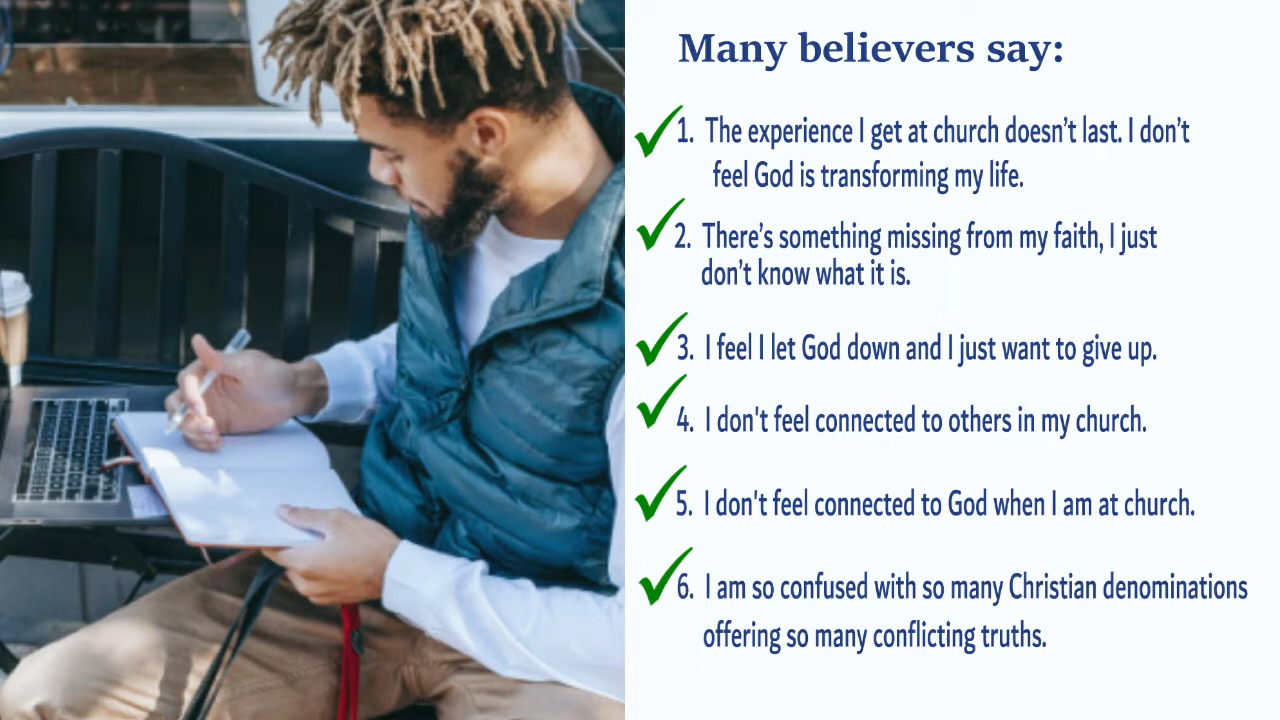 Many believers say:
1. The experience I get at church doesn’t last. I don’t
feel God is transforming my life.
2. There’s something missing from my faith, I just
don’t know what it is.
3. I feel I let God down and I just want to give up.
4. I don't feel connected to others in my church.
5. I don't feel connected to God when I am at church.
6. I am so confused with so many Christian denominations
offering so many conflicting truths.